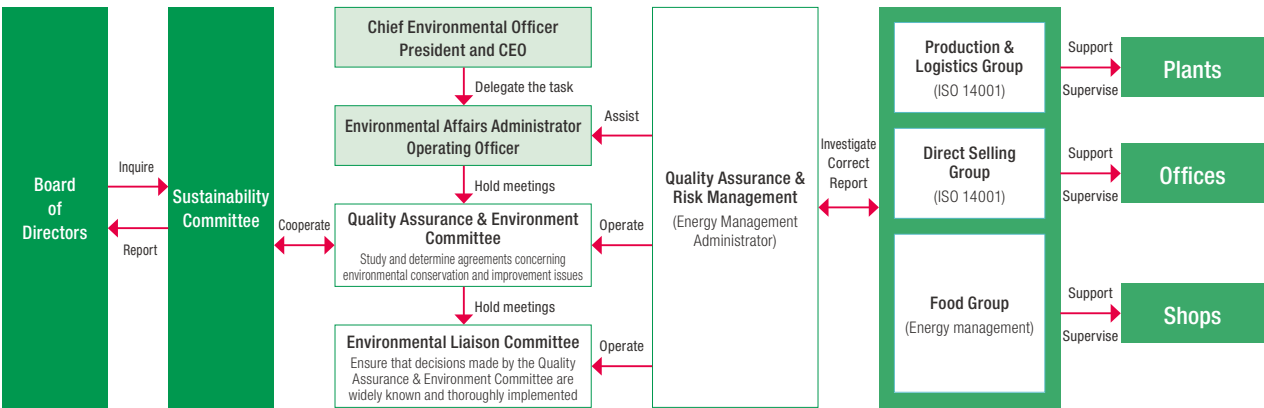 Board
of
Directors
Inquire
Report
Sustainability
Committee
Cooperate
Chief Environmental Officer
President and CEO
Delegate the task
Environmental Affairs Administrator
Operating Officer
Hold meetings
Quality Assurance & Environment
Committee
Study and determine agreements concerning
environmental conservation and improvement issues
Hold meetings
Environmental Liaison Committee
Ensure that decisions made by the Quality
Assurance & Environment Committee are
widely known and thoroughly implemented
Assist
Operate
Operate
Quality Assurance &
Risk Management
(Energy Management
Administrator)
Investigate
Correct
Report
Production &
Logistics Group
(ISO 14001)
Direct Selling
Group
(ISO 14001)
Food Group
(Energy management)
Support
Supervise
Plants
Support
Supervise
Offices
Support
Supervise
Shops